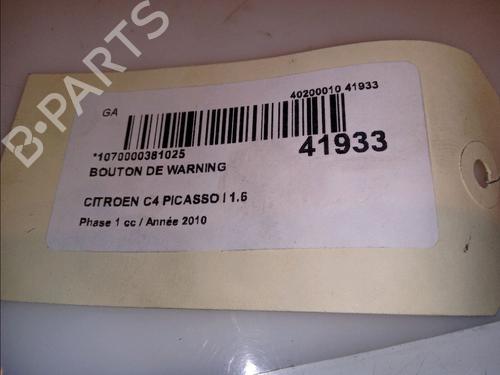 B-PARTS
40200010 41933
GA
*1070000381025
41933
BOUTON DE WARNING
CITROEN C4 PICASSO I 1.6
Phase 1 cc / Année 2010